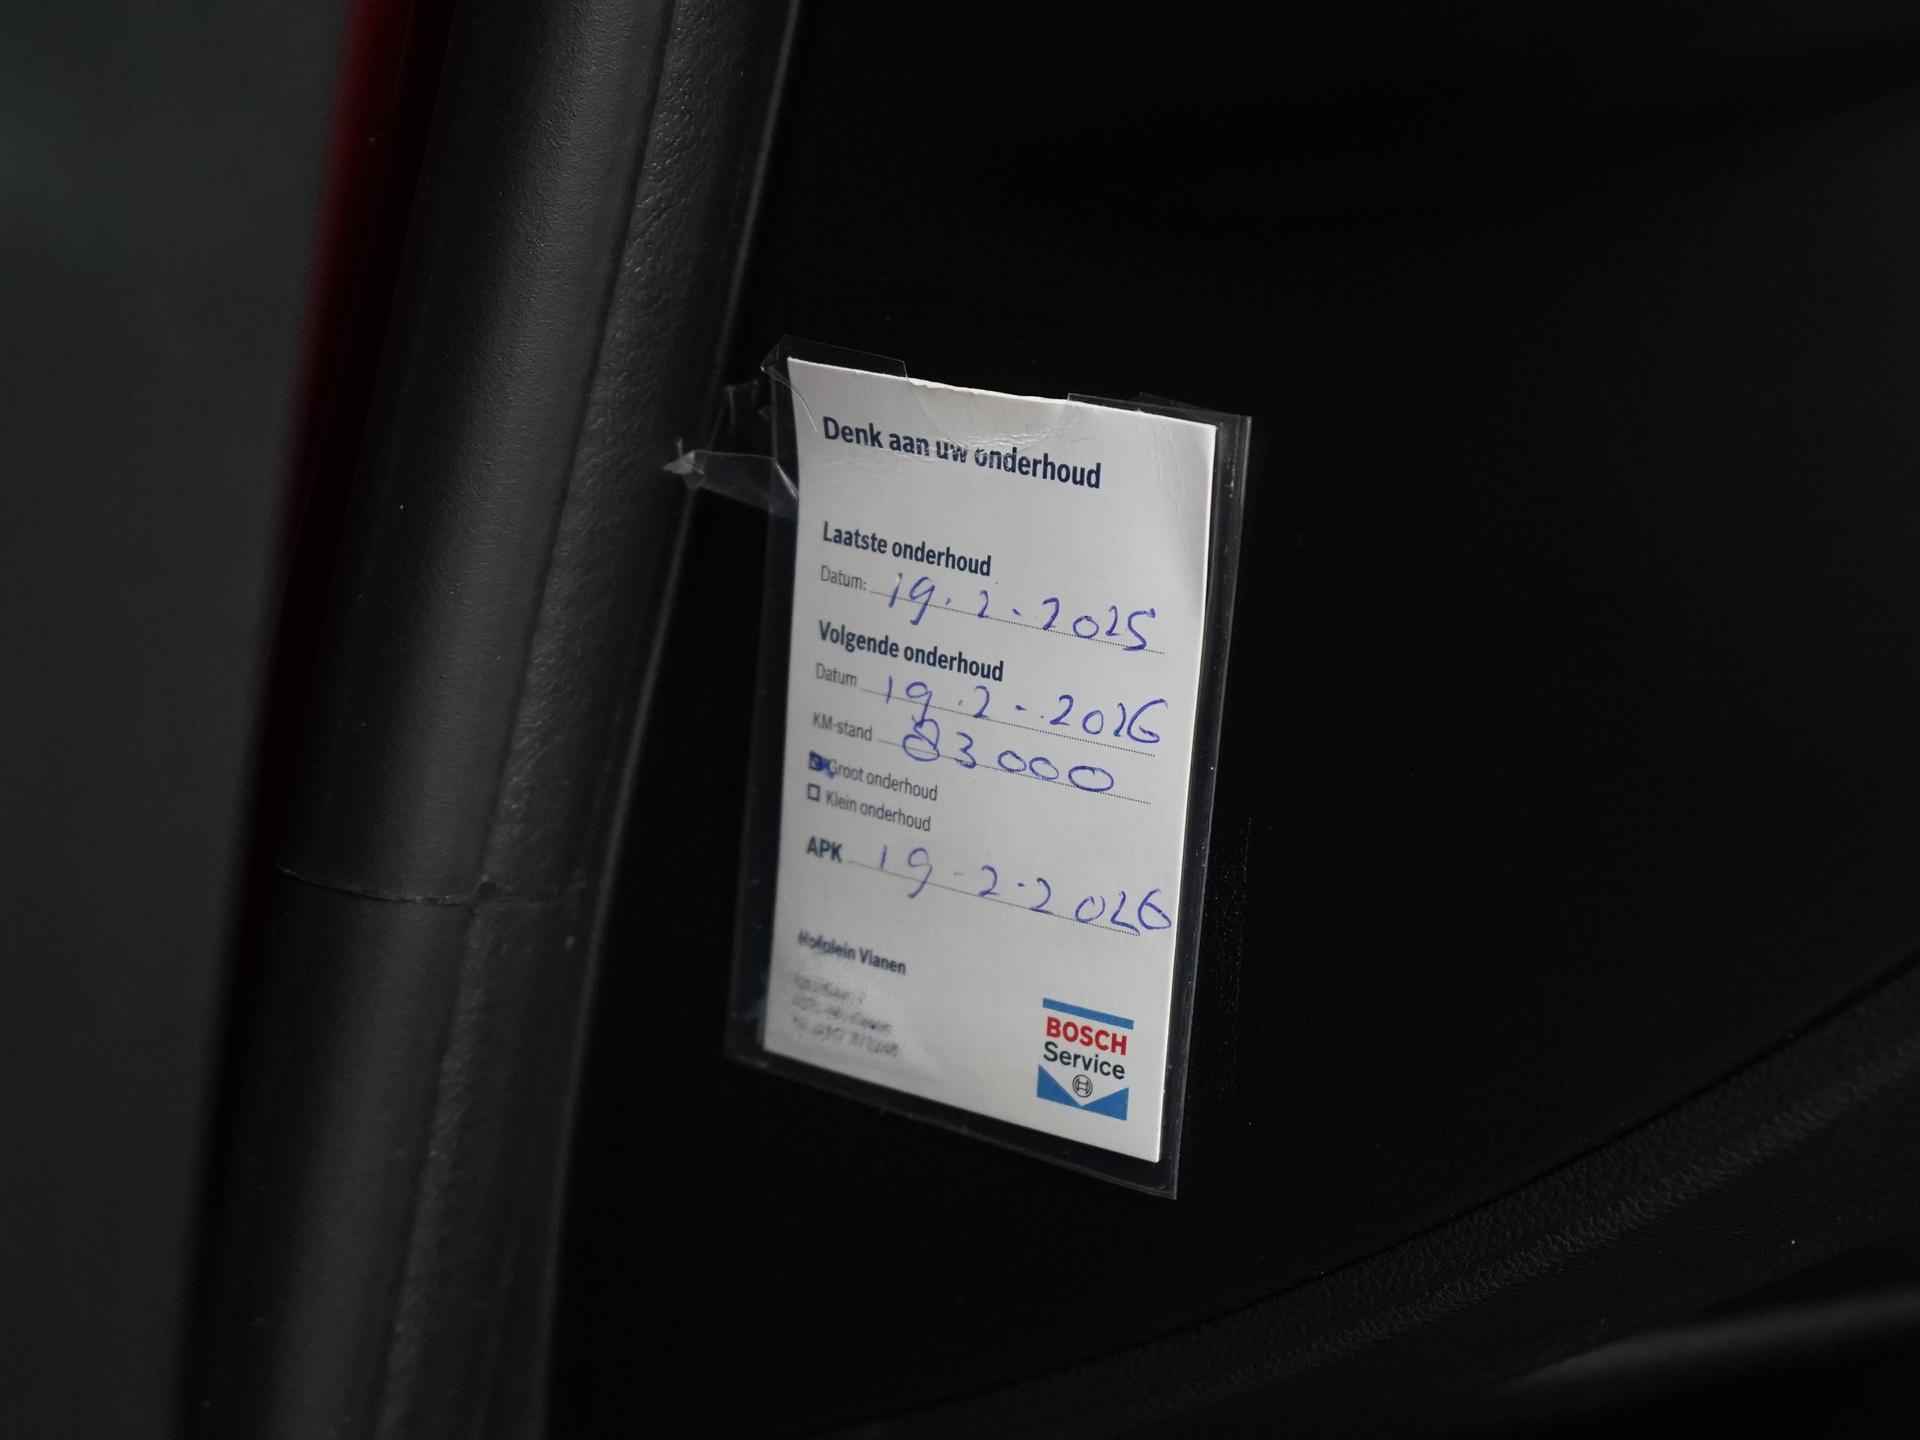 Denk aan uw onderhoud
Laatste onderhoud
Datum: 19.2-2025
Volgende onderhoud
Datum 19.2-2026
KM-stand 83000
Groot onderhoud
Klein onderhoud
APK 19-2-2026
Hofplein Vianen
BOSCH
Service